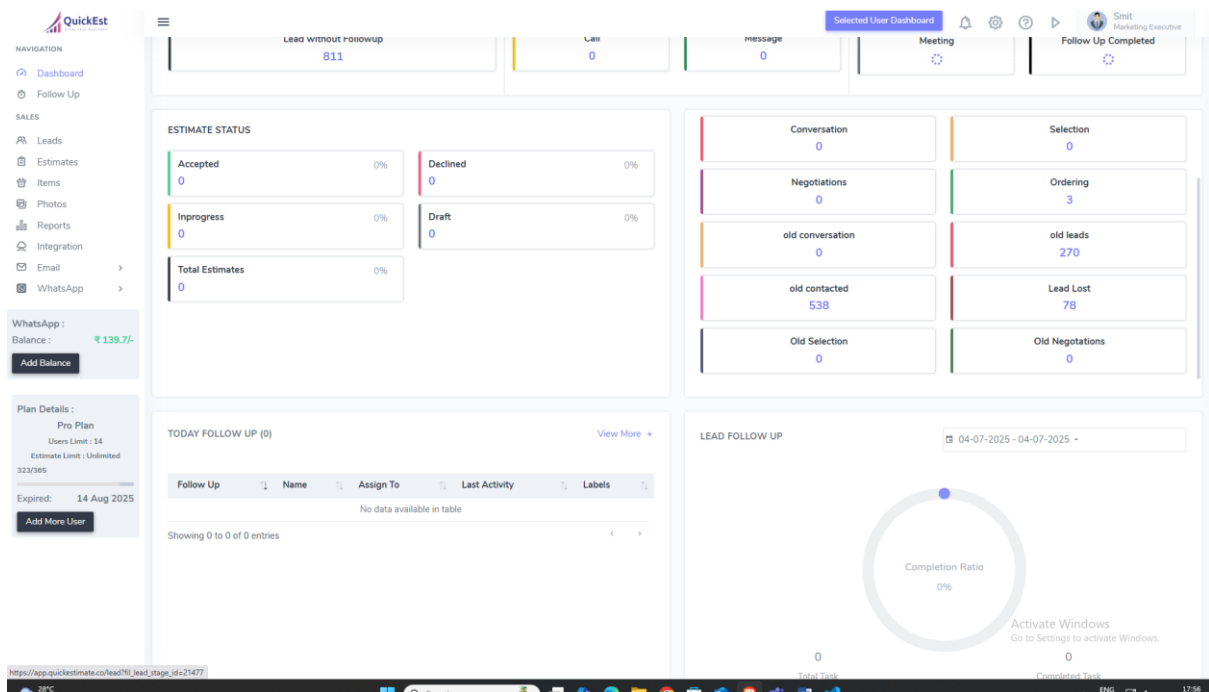 QuickEst
Selected User Dashboard
Smit
Marketing Executive
NAVIGATION
Dashboard
Follow Up
SALES
Leads
Estimates
Items
Photos
Reports
Integration
Email
WhatsApp
WhatsApp :
Balance : ₹ 139.7/-
Add Balance
Plan Details :
Pro Plan
Users Limit : 14
Estimate Limit : Unlimited
323/365
Expired: 14 Aug 2025
Add More User
Lead Without Followup
811
Call
0
Message
0
Meeting
Follow Up Completed
ESTIMATE STATUS
Accepted 0%
0
Declined 0%
0
Inprogress 0%
0
Draft 0%
0
Total Estimates 0%
0
Conversation
0
Selection
0
Negotiations
0
Ordering
3
old conversation
0
old leads
270
old contacted
538
Lead Lost
78
Old Selection
0
Old Negotations
0
TODAY FOLLOW UP (0) View More
Follow Up Name Assign To Last Activity Labels
No data available in table
Showing 0 to 0 of 0 entries
LEAD FOLLOW UP
04-07-2025 - 04-07-2025
Completion Ratio
0%
Activate Windows
Go to Settings to activate Windows.
0
Total Task
0
Completed Task
https://app.quickestimate.co/lead?fil_lead_stage_id=21477
28°C
ENG
17:56